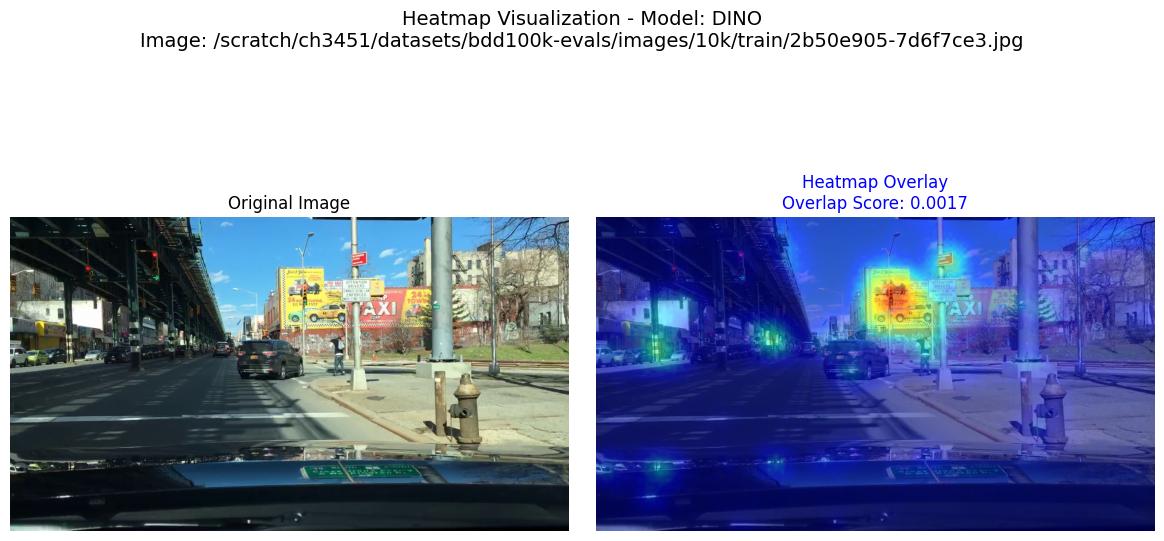 Heatmap Visualization - Model: DINO
Image: /scratch/ch3451/datasets/bdd100k-evals/images/10k/train/2b50e905-7d6f7ce3.jpg
Original Image
Heatmap Overlay
Overlap Score: 0.0017
TAXI
AXI